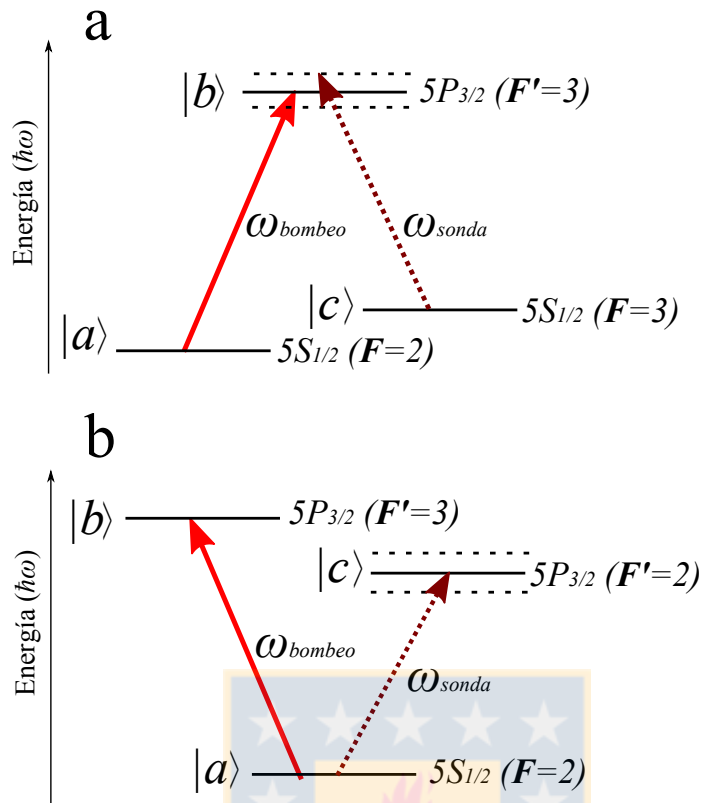 a
Energía (ħω)
|b⟩ 5P3/2 (F'=3)
ωbombeo ωsonda
|c⟩ 5S1/2 (F=3)
|a⟩ 5S1/2 (F=2)
b
Energía (ħω)
|b⟩ 5P3/2 (F'=3)
|c⟩ 5P3/2 (F'=2)
ωbombeo ωsonda
|a⟩ 5S1/2 (F=2)